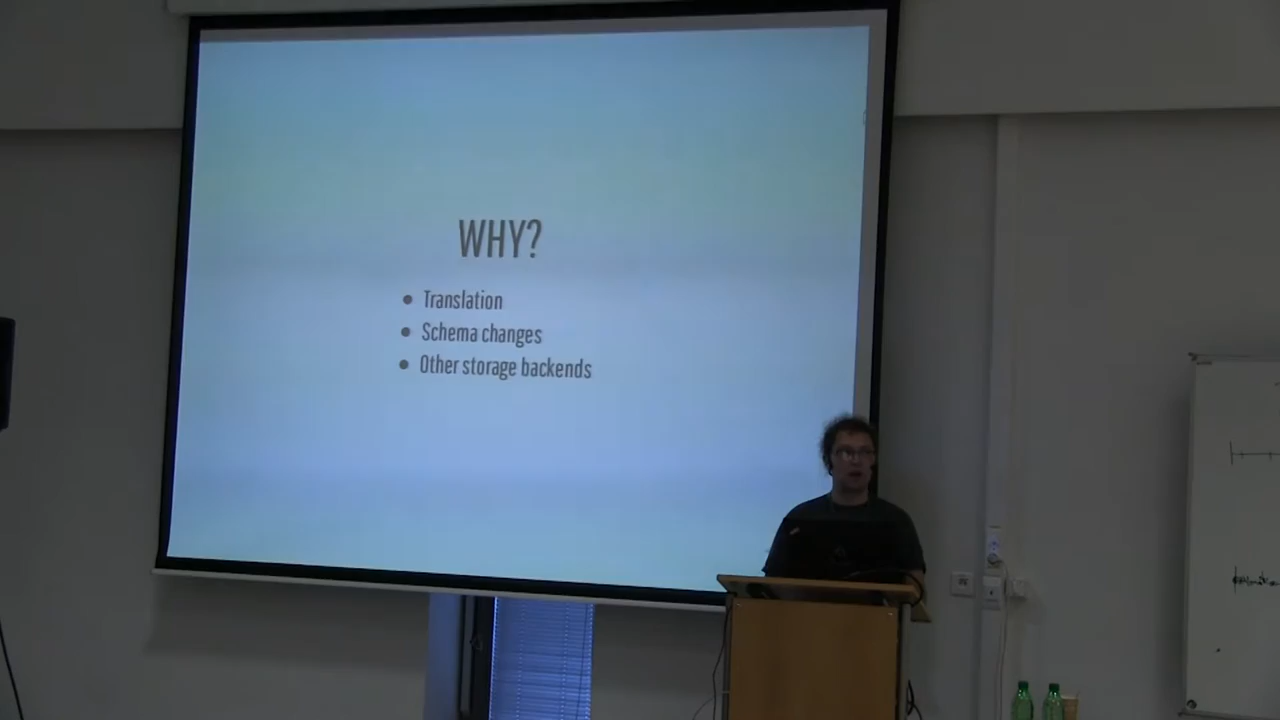 WHY?
Translation
Schema changes
Other storage backends